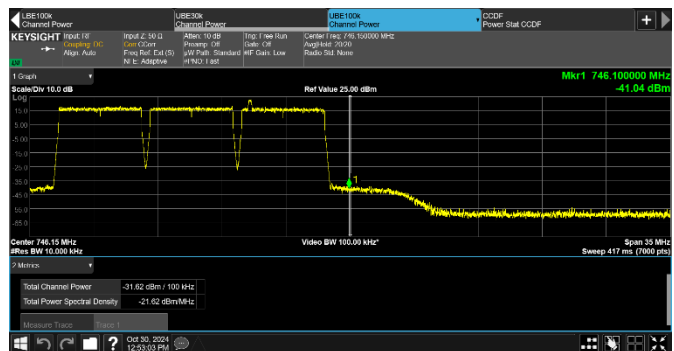 LBE100k
Channel Power
UBE30k
Channel Power
UBE100k
Channel Power
CCDF
Power Stat CCDF
KEYSIGHT
Input: RF
Coupling: DC
Align: Auto
Input Z: 50 Ω
Corr CCorr
Freq Ref: Ext (S)
NFE: Adaptive
Atten: 10 dB
Preamp: Off
µW Path: Standard
#PNO: Fast
Trig: Free Run
Gate: Off
#IF Gain: Low
Center Freq: 746.150000 MHz
Avg|Hold: 20/20
Radio Std: None
1 Graph
Scale/Div 10.0 dB
Ref Value 25.00 dBm
Mkr1 746.100000 MHz
-41.04 dBm
Log
15.0
5.00
-5.00
-15.0
-25.0
-35.0
-45.0
-55.0
-65.0
1
Center 746.15 MHz
#Res BW 10.000 kHz
Video BW 100.00 kHz*
Span 35 MHz
Sweep 417 ms (7000 pts)
2 Metrics
Total Channel Power -31.62 dBm / 100 kHz
Total Power Spectral Density -21.62 dBm/MHz
Measure Trace Trace 1
Oct 30, 2024
12:53:03 PM